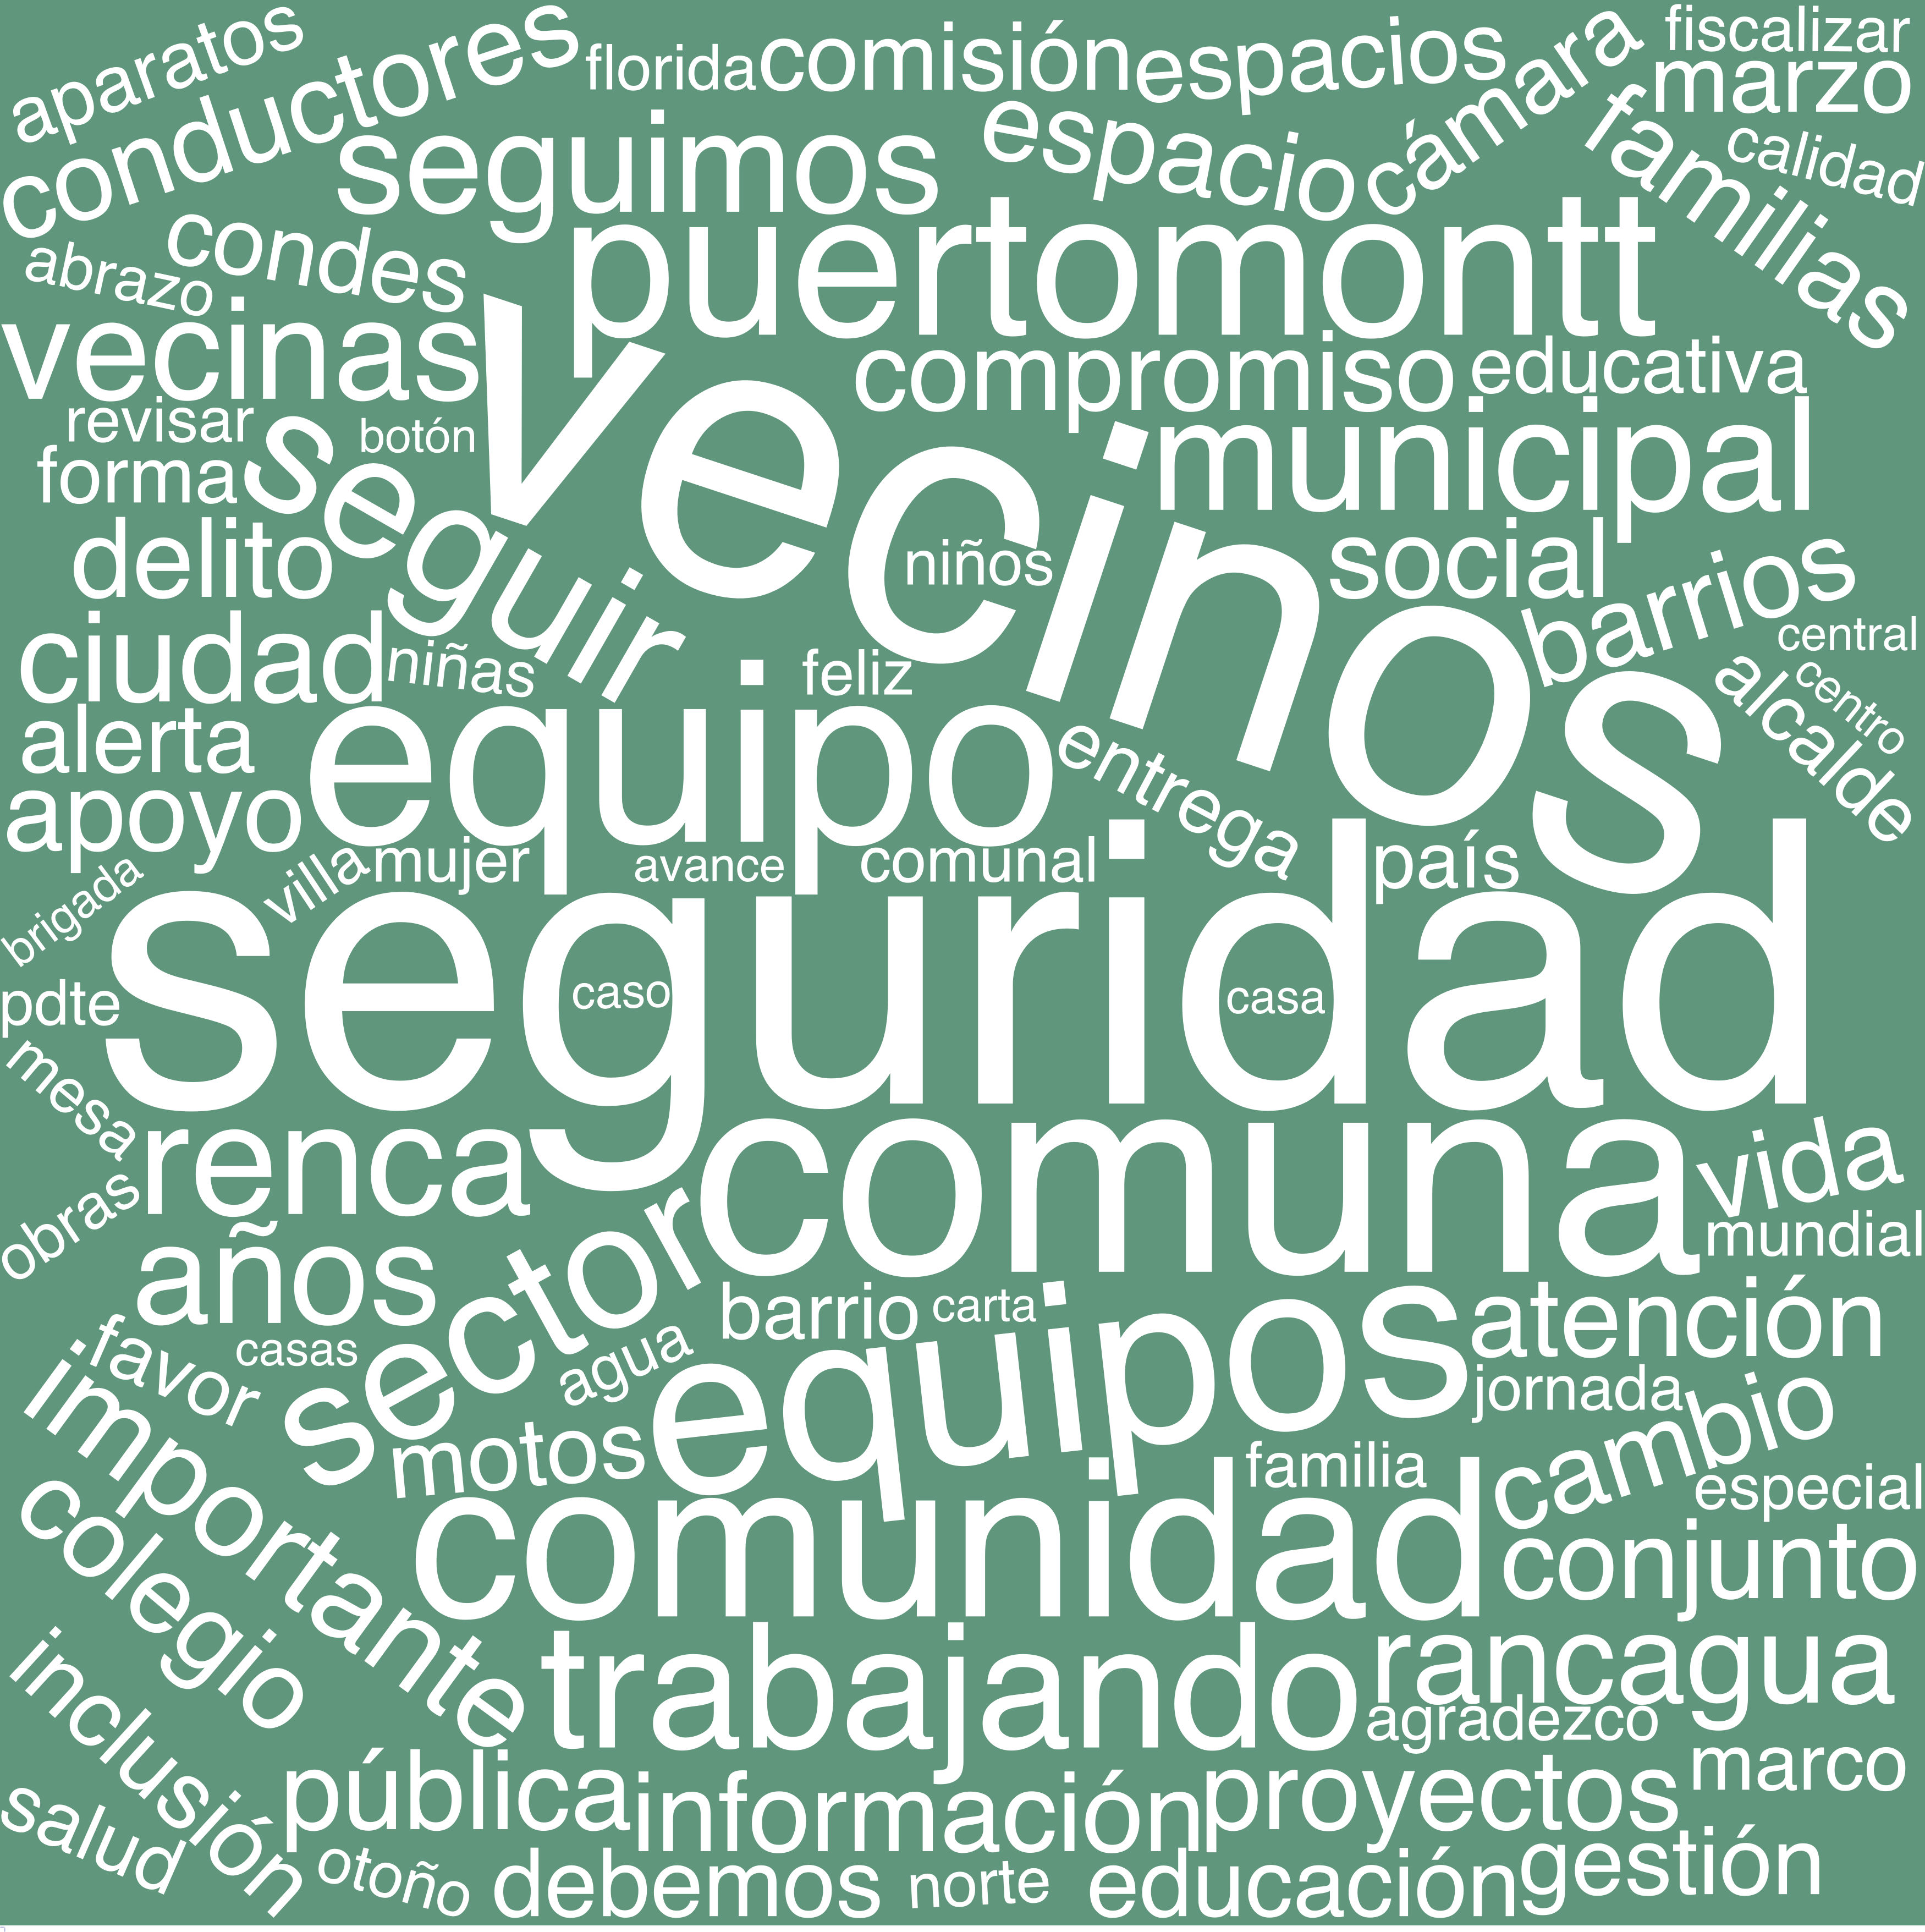 aparatos
conductores
florida
comisión
espacios
cámara
fiscalizar
marzo
seguimos
espacio
familias
calidad
condes
abrazo
puertomontt
vecinas
vecinos
compromiso
educativa
revisar
botón
forma
seguir
municipal
delito
niños
social
barrios
central
ciudad
niñas
feliz
alcalde
centro
alerta
equipo
entrega
apoyo
villa
mujer
avance
comunal
país
brigada
seguridad
caso
casa
pdte
mesa
renca
comuna
vida
obras
mundial
años
sector
barrio
carta
atención
favor
casas
agua
equipos
jornada
importante
motos
familia
cambio
especial
colegio
comunidad
conjunto
inclusión
trabajando
rancagua
agradezco
marco
pública
información
proyectos
salud
otoño
debemos
norte
educación
gestión